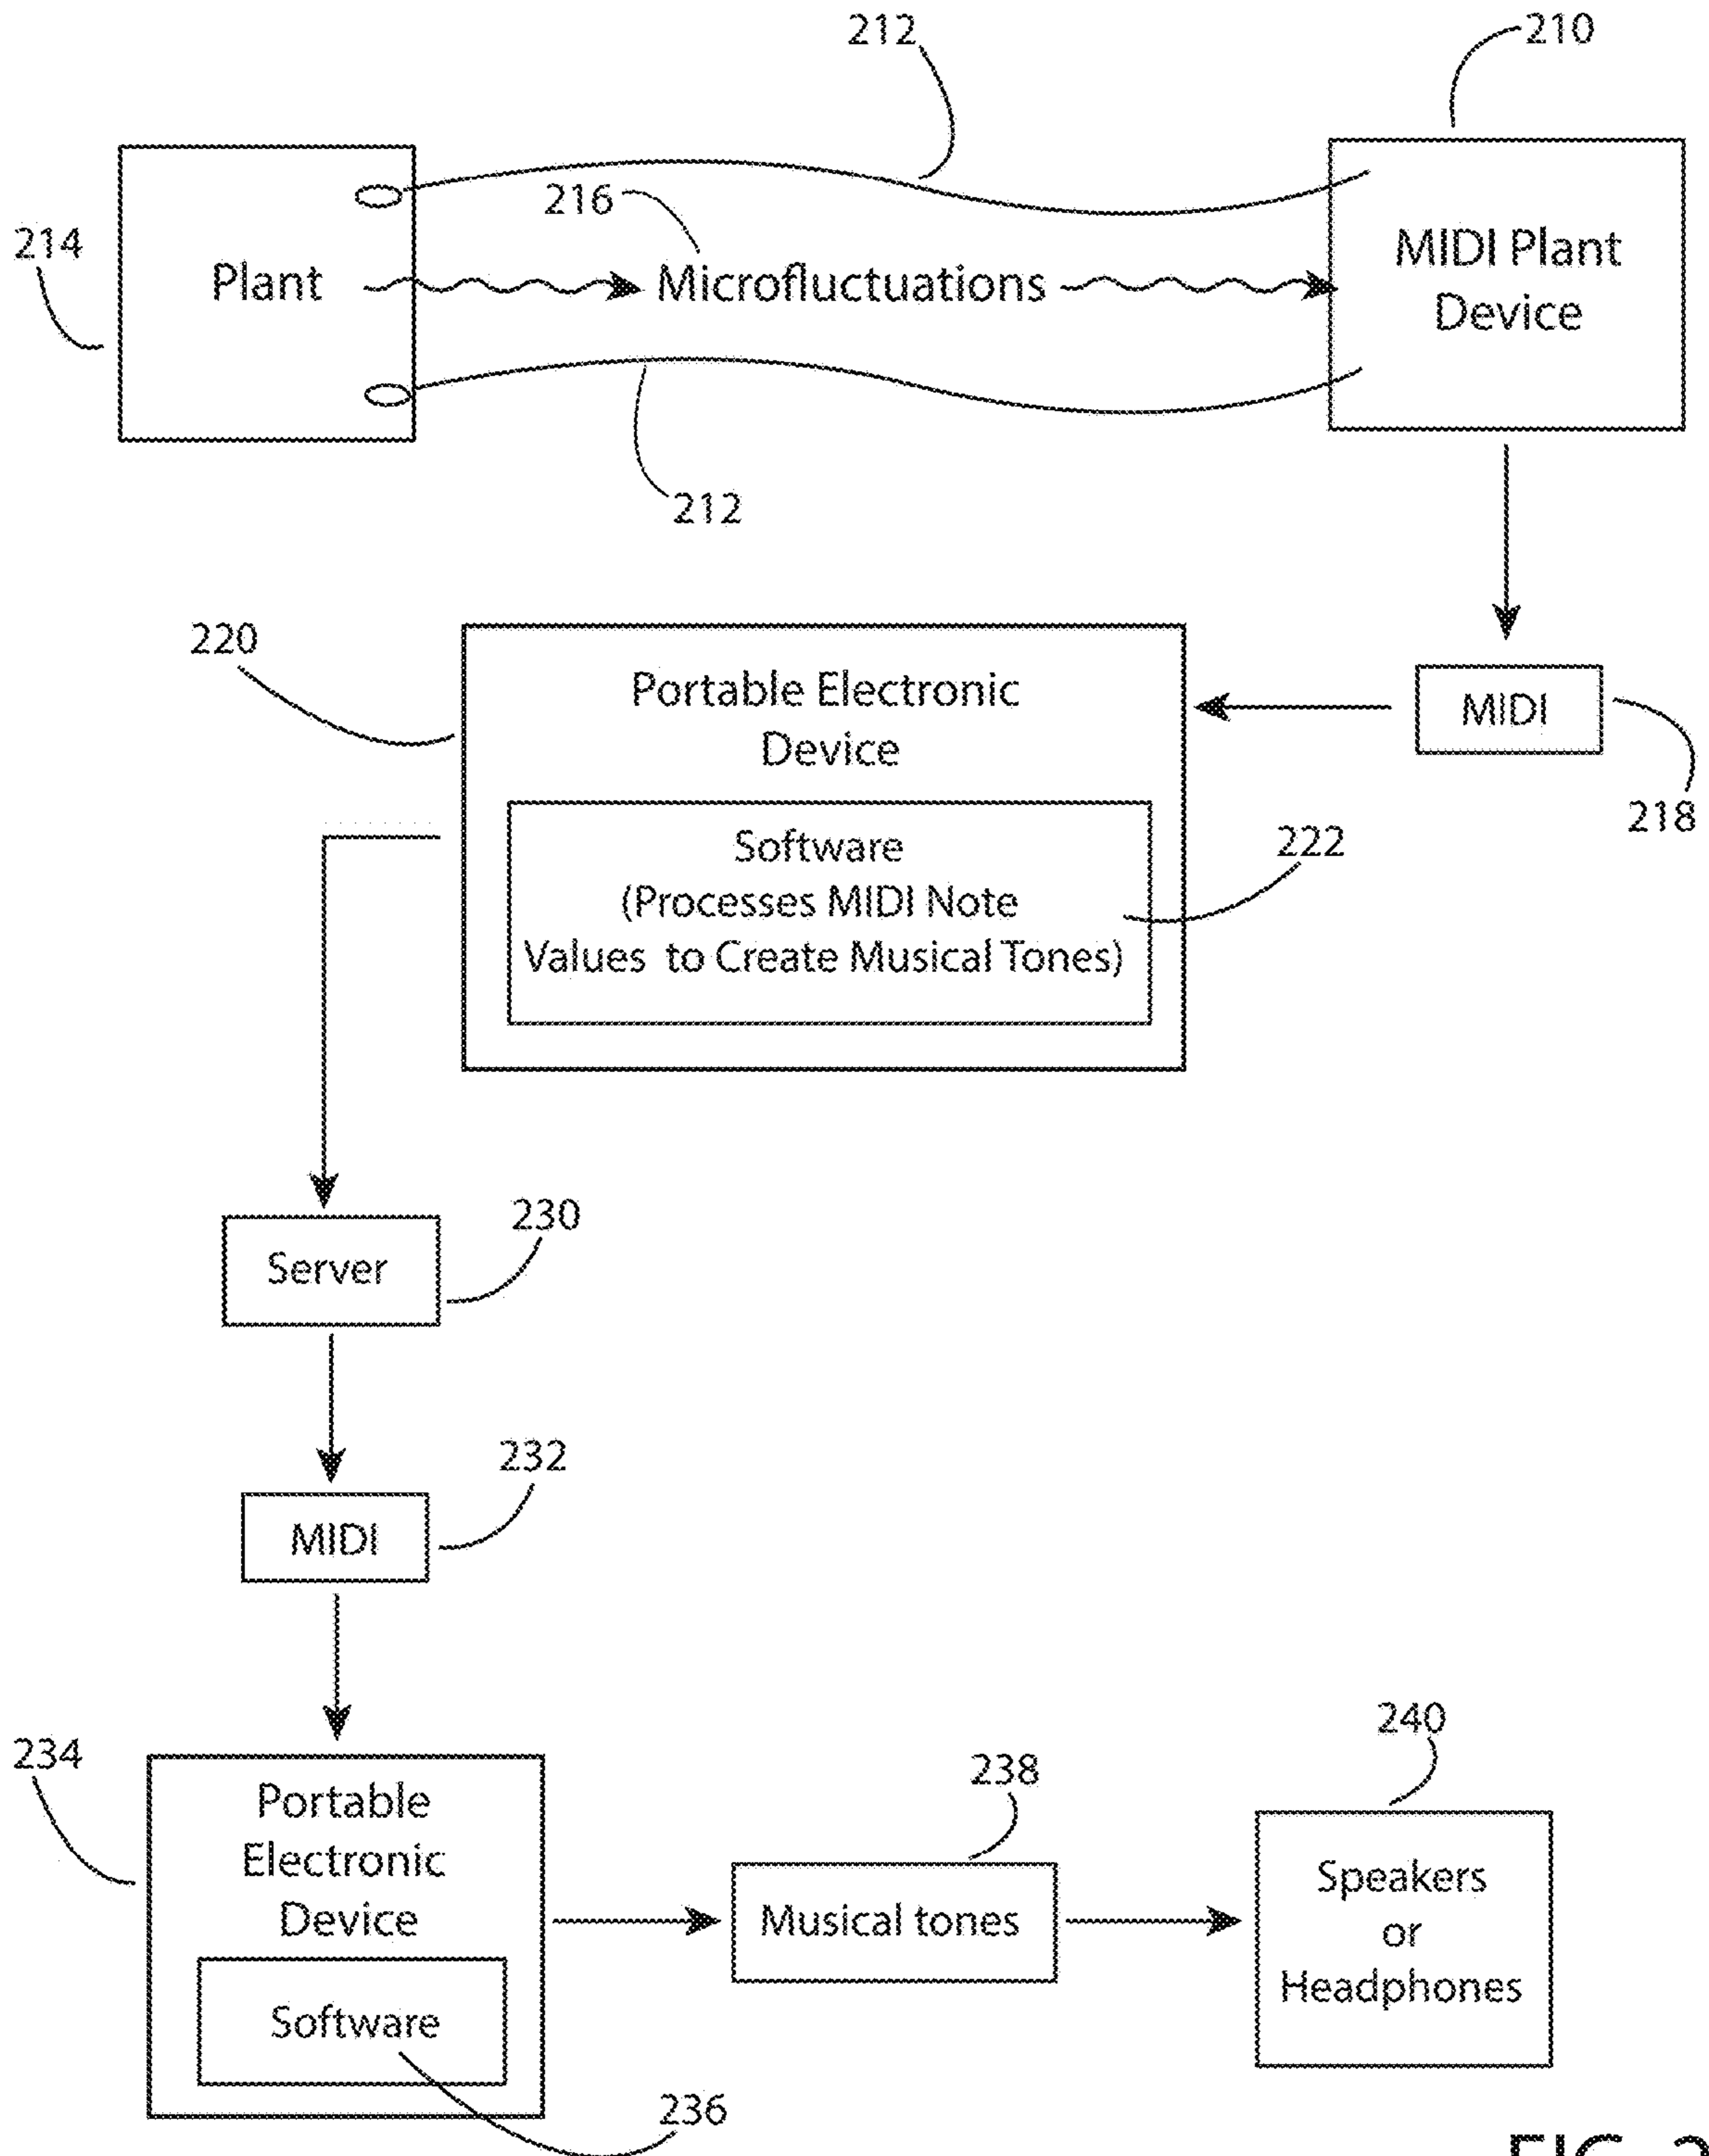 212
210
216
214
Plant
Microfluctuations
MIDI Plant
Device
212
220
Portable Electronic
Device
MIDI
218
222
Software
(Processes MIDI Note
Values to Create Musical Tones)
230
Server
232
MIDI
234
Portable
Electronic
Device
Software
236
238
Musical tones
240
Speakers
or
Headphones